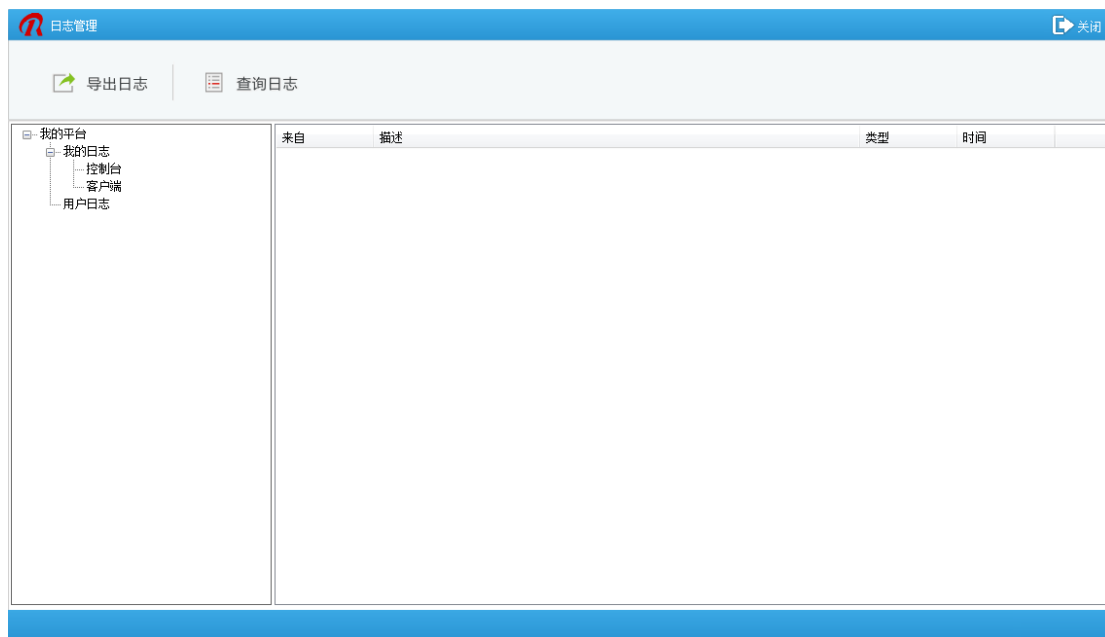 日志管理 关闭
导出日志 查询日志
我的平台
我的日志
控制台
客户端
用户日志
来自 描述 类型 时间